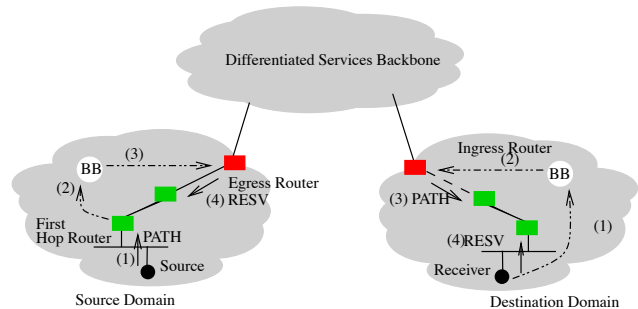 Differentiated Services Backbone
BB
(3)
(2)
Egress Router
(4) RESV
First
Hop Router
PATH
(1)
Source
Source Domain
Ingress Router
(2)
BB
(3) PATH
(1)
(4)RESV
Receiver
Destination Domain